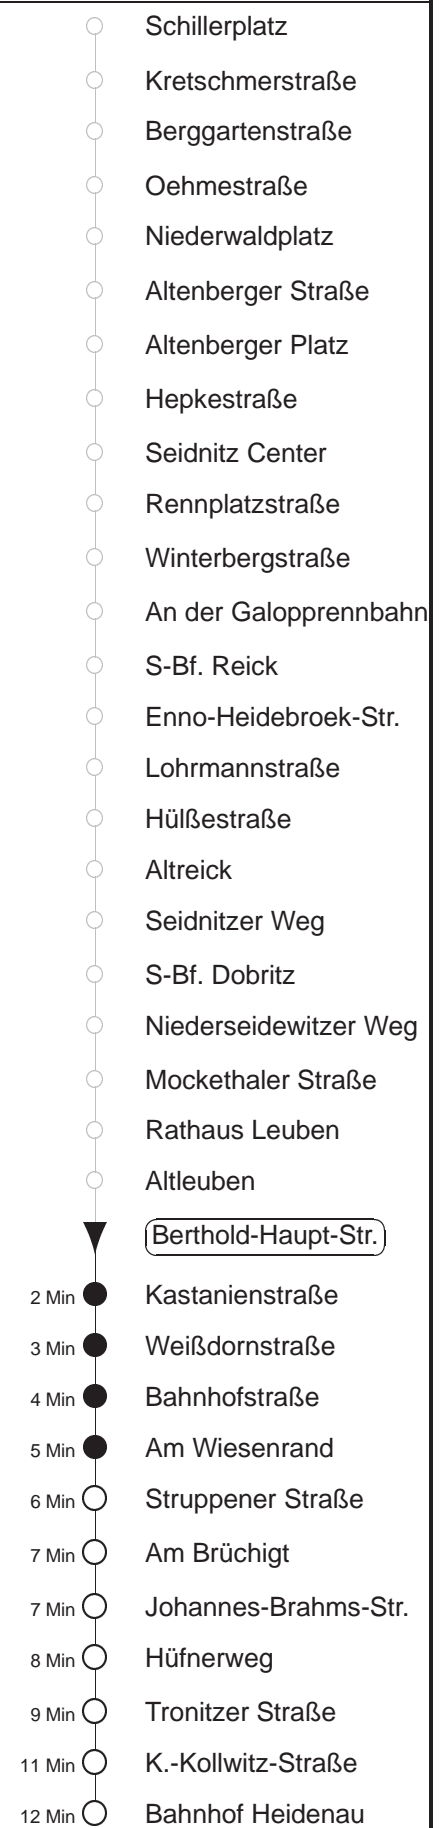 Schillerplatz
Kretschmerstraße
Berggartenstraße
Oehmestraße
Niederwaldplatz
Altenberger Straße
Altenberger Platz
Hepkestraße
Seidnitz Center
Rennplatzstraße
Winterbergstraße
An der Galopprennbahn
S-Bf. Reick
Enno-Heidebroek-Str.
Lohrmannstraße
Hülßestraße
Altreick
Seidnitzer Weg
S-Bf. Dobritz
Niederseidewitzer Weg
Mockethaler Straße
Rathaus Leuben
Altleuben
Berthold-Haupt-Str.
2 Min Kastanienstraße
3 Min Weißdornstraße
4 Min Bahnhofstraße
5 Min Am Wiesenrand
6 Min Struppener Straße
7 Min Am Brüchigt
7 Min Johannes-Brahms-Str.
8 Min Hüfnerweg
9 Min Tronitzer Straße
11 Min K.-Kollwitz-Straße
12 Min Bahnhof Heidenau